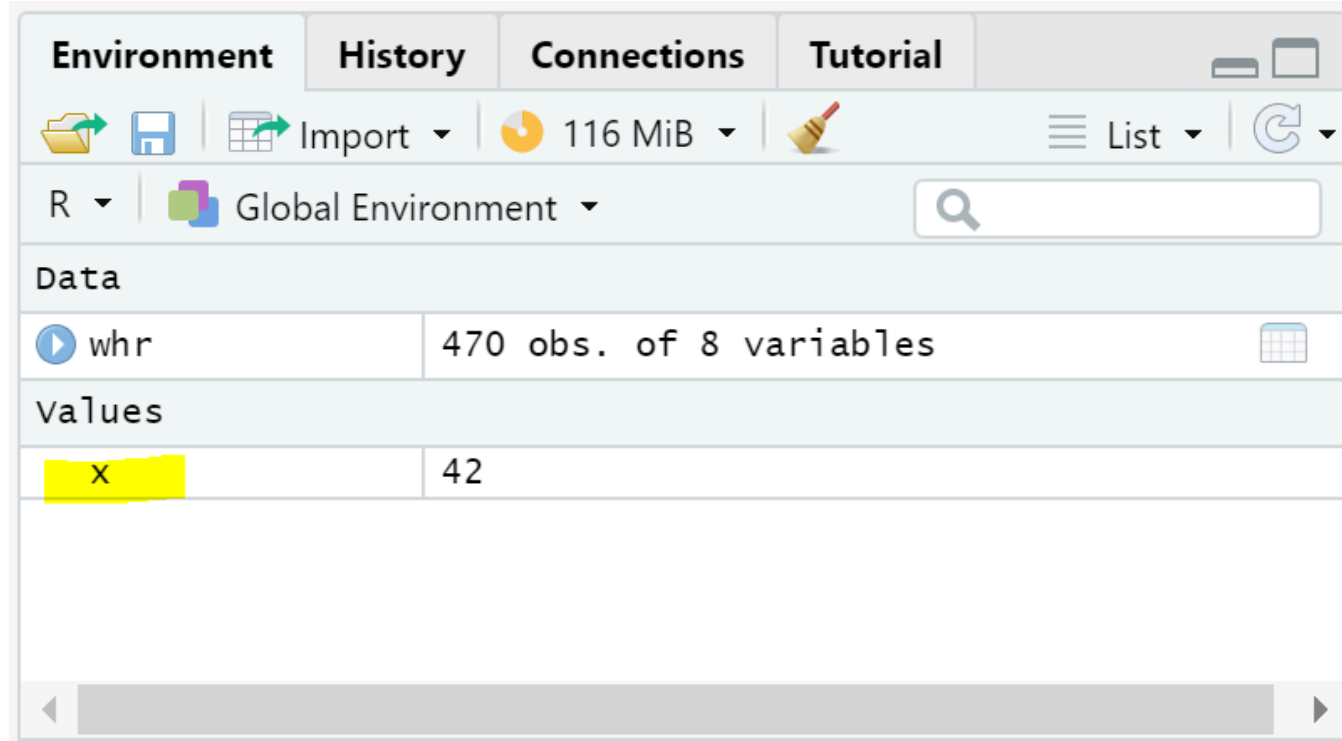 Environment History Connections Tutorial
Import 116 MiB List
R Global Environment
Data
whr 470 obs. of 8 variables
Values
x 42